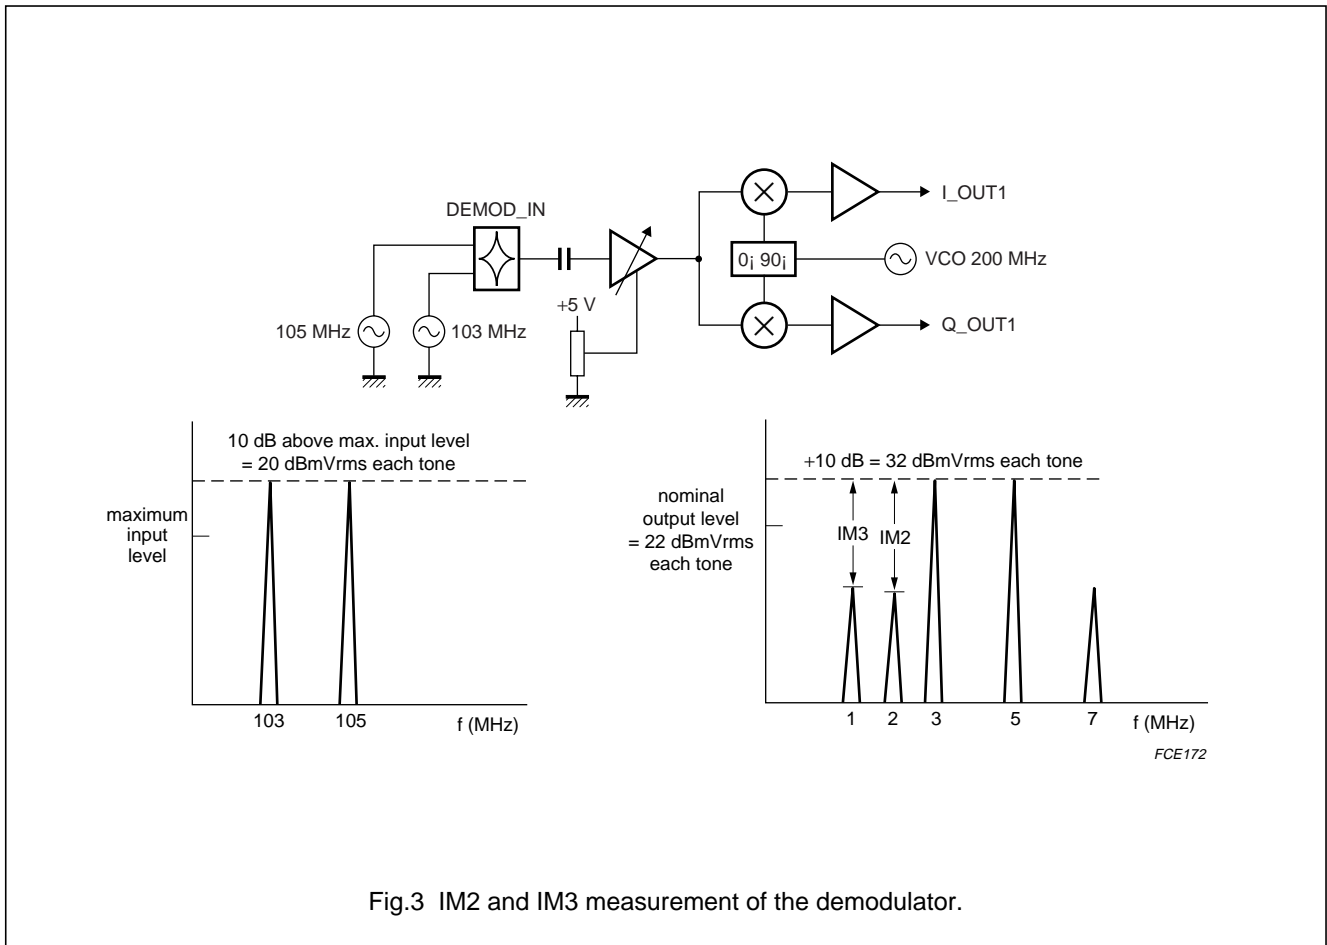 DEMOD_IN
I_OUT1
0¡ 90¡
VCO 200 MHz
+5 V
105 MHz
103 MHz
Q_OUT1
10 dB above max. input level
= 20 dBmVrms each tone
maximum
input
level
103
105
f (MHz)
+10 dB = 32 dBmVrms each tone
nominal
output level
= 22 dBmVrms
each tone
IM3
IM2
1
2
3
5
7
f (MHz)
FCE172
Fig.3 IM2 and IM3 measurement of the demodulator.